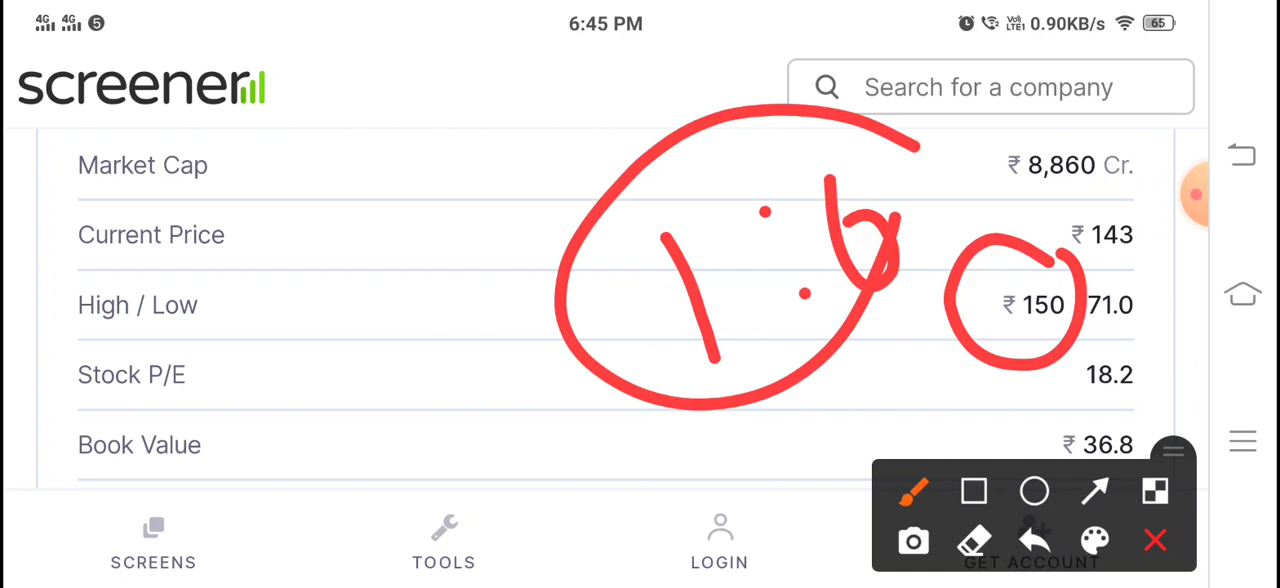 4G 4G 5 6:45 PM VoD LTE1 0.90KB/s 65
screener Search for a company
Market Cap ₹ 8,860 Cr.
Current Price ₹ 143
High / Low ₹ 150 71.0
Stock P/E 18.2
Book Value ₹ 36.8
1:6
SCREENS TOOLS LOGIN GET ACCOUNT